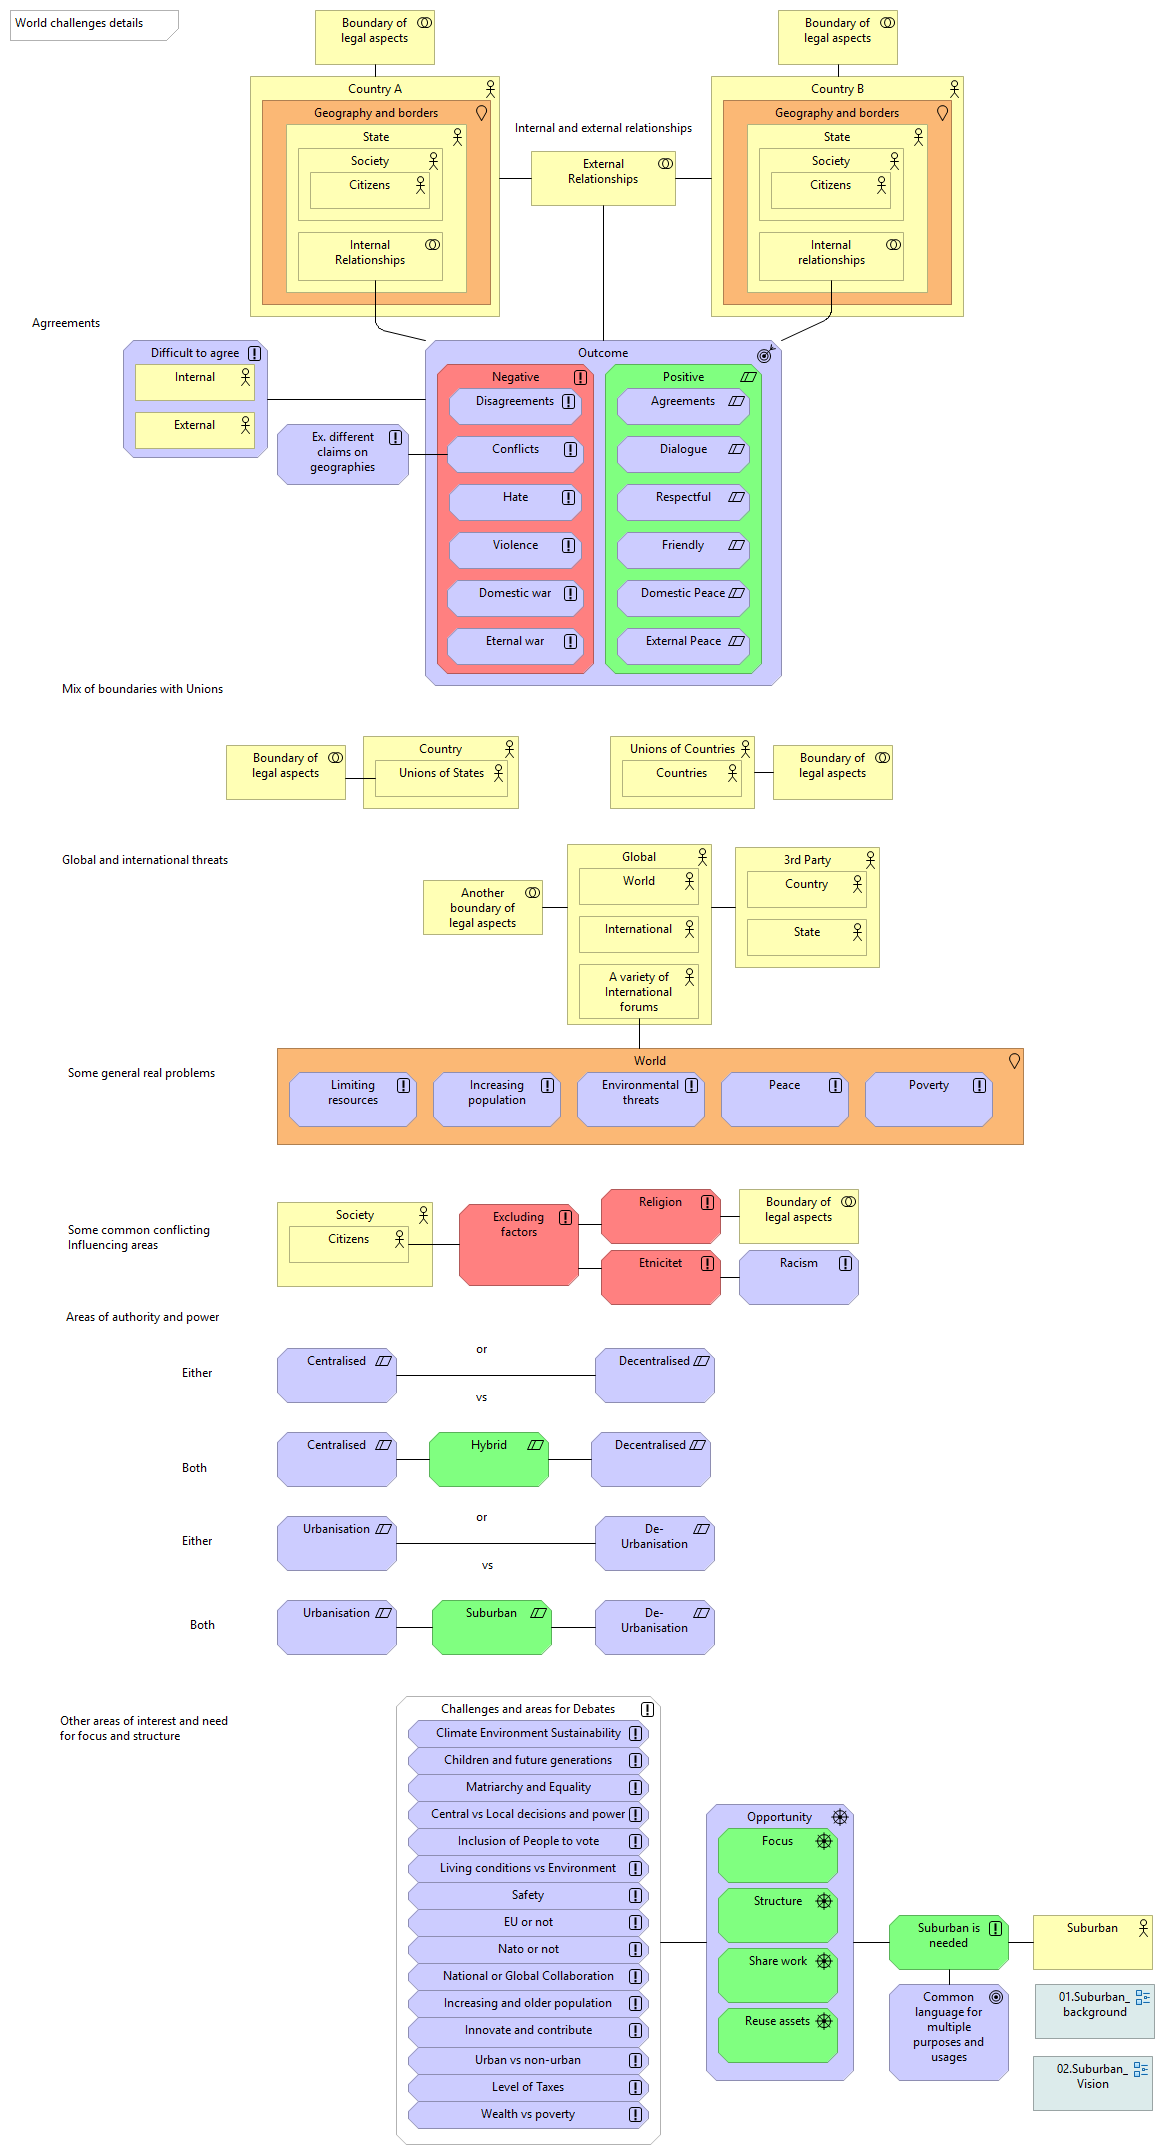 World challenges details
Boundary of
legal aspects
Boundary of
legal aspects
Country A
Geography and borders
State
Society
Citizens
Internal
Relationships
Internal and external relationships
External
Relationships
Country B
Geography and borders
State
Society
Citizens
Internal
relationships
Agrreements
Difficult to agree
Internal
External
Ex. different
claims on
geographies
Outcome
Negative
Disagreements
Conflicts
Hate
Violence
Domestic war
Eternal war
Positive
Agreements
Dialogue
Respectful
Friendly
Domestic Peace
External Peace
Mix of boundaries with Unions
Boundary of
legal aspects
Country
Unions of States
Unions of Countries
Countries
Boundary of
legal aspects
Global and international threats
Another
boundary of
legal aspects
Global
World
International
A variety of
International
forums
3rd Party
Country
State
Some general real problems
World
Limiting
resources
Increasing
population
Environmental
threats
Peace
Poverty
Some common conflicting
Influencing areas
Society
Citizens
Excluding
factors
Religion
Boundary of
legal aspects
Etnicitet
Racism
Areas of authority and power
Either
Centralised
or
vs
Decentralised
Both
Centralised
Hybrid
Decentralised
Either
Urbanisation
or
vs
De-
Urbanisation
Both
Urbanisation
Suburban
De-
Urbanisation
Other areas of interest and need
for focus and structure
Challenges and areas for Debates
Climate Environment Sustainability
Children and future generations
Matriarchy and Equality
Central vs Local decisions and power
Inclusion of People to vote
Living conditions vs Environment
Safety
EU or not
Nato or not
National or Global Collaboration
Increasing and older population
Innovate and contribute
Urban vs non-urban
Level of Taxes
Wealth vs poverty
Opportunity
Focus
Structure
Share work
Reuse assets
Suburban is
needed
Common
language for
multiple
purposes and
usages
Suburban
01.Suburban_
background
02.Suburban_
Vision